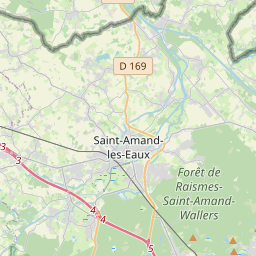 D 169
Saint-Amand-
les-Eaux
Forêt de
Raismes-
Saint-Amand-
Wallers
3
3
4
4
5